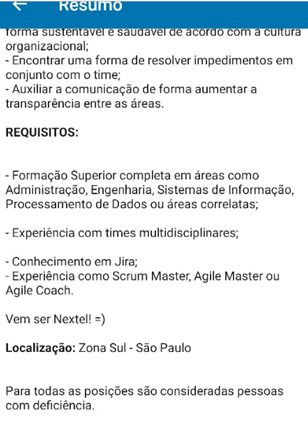 Resumo
forma sustentável e saudável de acordo com a cultura
organizacional;
- Encontrar uma forma de resolver impedimentos em
conjunto com o time;
- Auxiliar a comunicação de forma aumentar a
transparência entre as áreas.
REQUISITOS:
- Formação Superior completa em áreas como
Administração, Engenharia, Sistemas de Informação,
Processamento de Dados ou áreas correlatas;
- Experiência com times multidisciplinares;
- Conhecimento em Jira;
- Experiência como Scrum Master, Agile Master ou
Agile Coach.
Vem ser Nextel! =)
Localização: Zona Sul - São Paulo
Para todas as posições são consideradas pessoas
com deficiência.